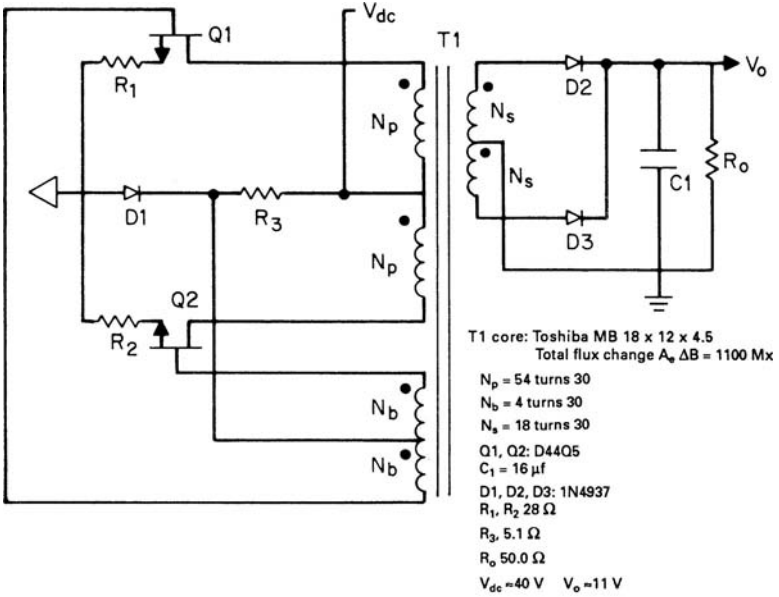 Q1
V_dc
T1
R_1
D2
V_o
N_p
N_s
N_s
C1
R_o
D1
R_3
D3
N_p
Q2
R_2
N_b
N_b
T1 core: Toshiba MB 18 x 12 x 4.5
Total flux change A_e ΔB = 1100 Mx
N_p = 54 turns 30
N_b = 4 turns 30
N_s = 18 turns 30
Q1, Q2: D44Q5
C_1 = 16 μf
D1, D2, D3: 1N4937
R_1, R_2 28 Ω
R_3, 5.1 Ω
R_o 50.0 Ω
V_dc ≈40 V V_o ≈11 V